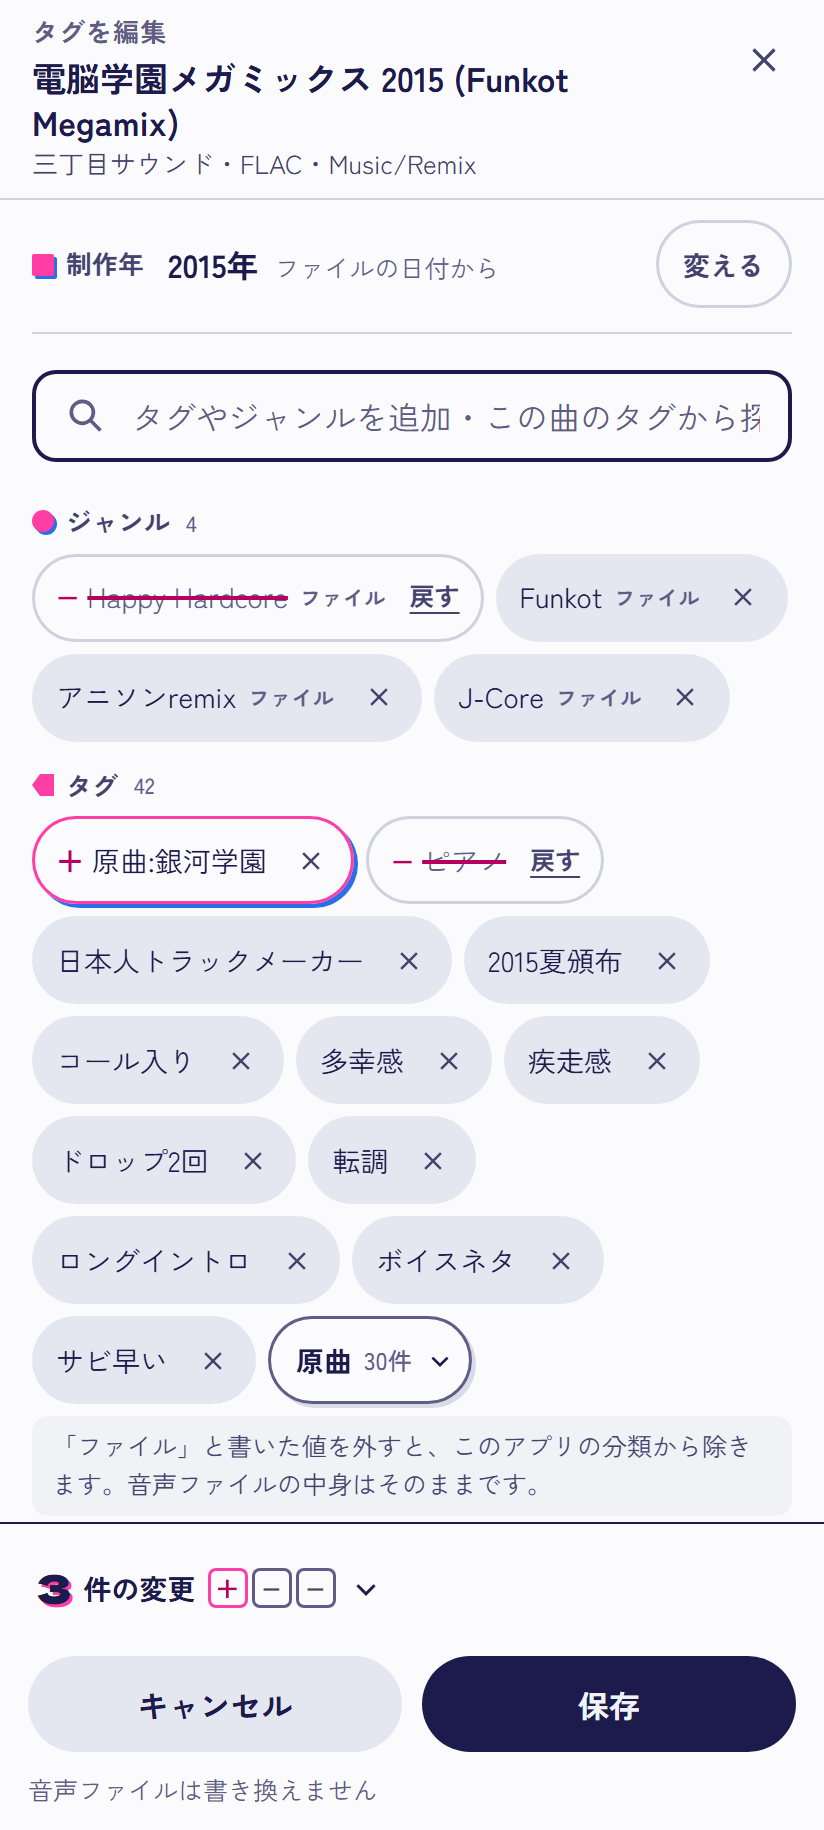 タグを編集
電脳学園メガミックス 2015 (Funkot
Megamix)
三丁目サウンド・FLAC・Music/Remix
制作年 2015年 ファイルの日付から 変える
タグやジャンルを追加・この曲のタグから探
ジャンル 4
− Happy Hardcore ファイル 戻す Funkot ファイル ×
アニソンremix ファイル × J-Core ファイル ×
タグ 42
+ 原曲:銀河学園 × − ピアノ 戻す
日本人トラックメーカー × 2015夏頒布 ×
コール入り × 多幸感 × 疾走感 ×
ドロップ2回 × 転調 ×
ロングイントロ × ボイスネタ ×
サビ早い × 原曲 30件
「ファイル」と書いた値を外すと、このアプリの分類から除き
ます。音声ファイルの中身はそのままです。
3 件の変更 + − −
キャンセル 保存
音声ファイルは書き換えません